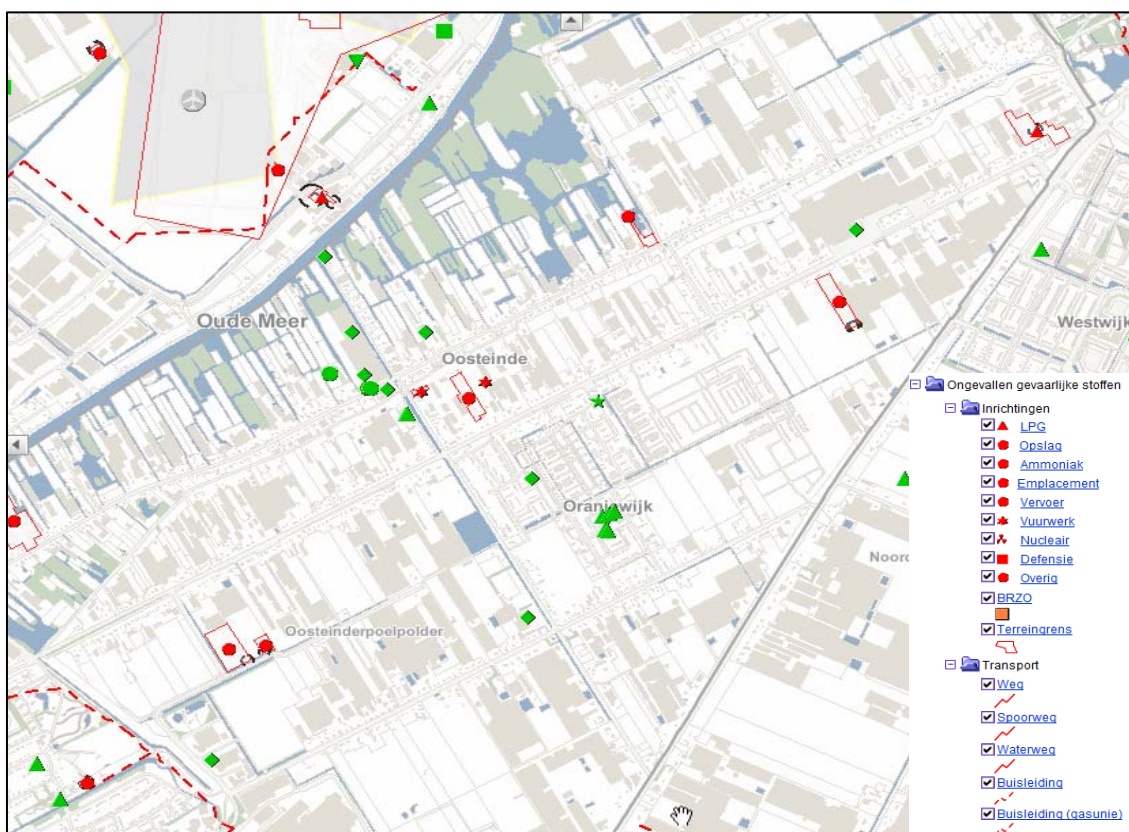 Oude Meer
Oosteinde
Westwijk
Oranjewijk
Noord
Oosteinderpoelpolder
Ongevallen gevaarlijke stoffen
Inrichtingen
LPG
Opslag
Ammoniak
Emplacement
Vervoer
Vuurwerk
Nucleair
Defensie
Overig
BRZO
Terreingrens
Transport
Weg
Spoorweg
Waterweg
Buisleiding
Buisleiding (gasunie)